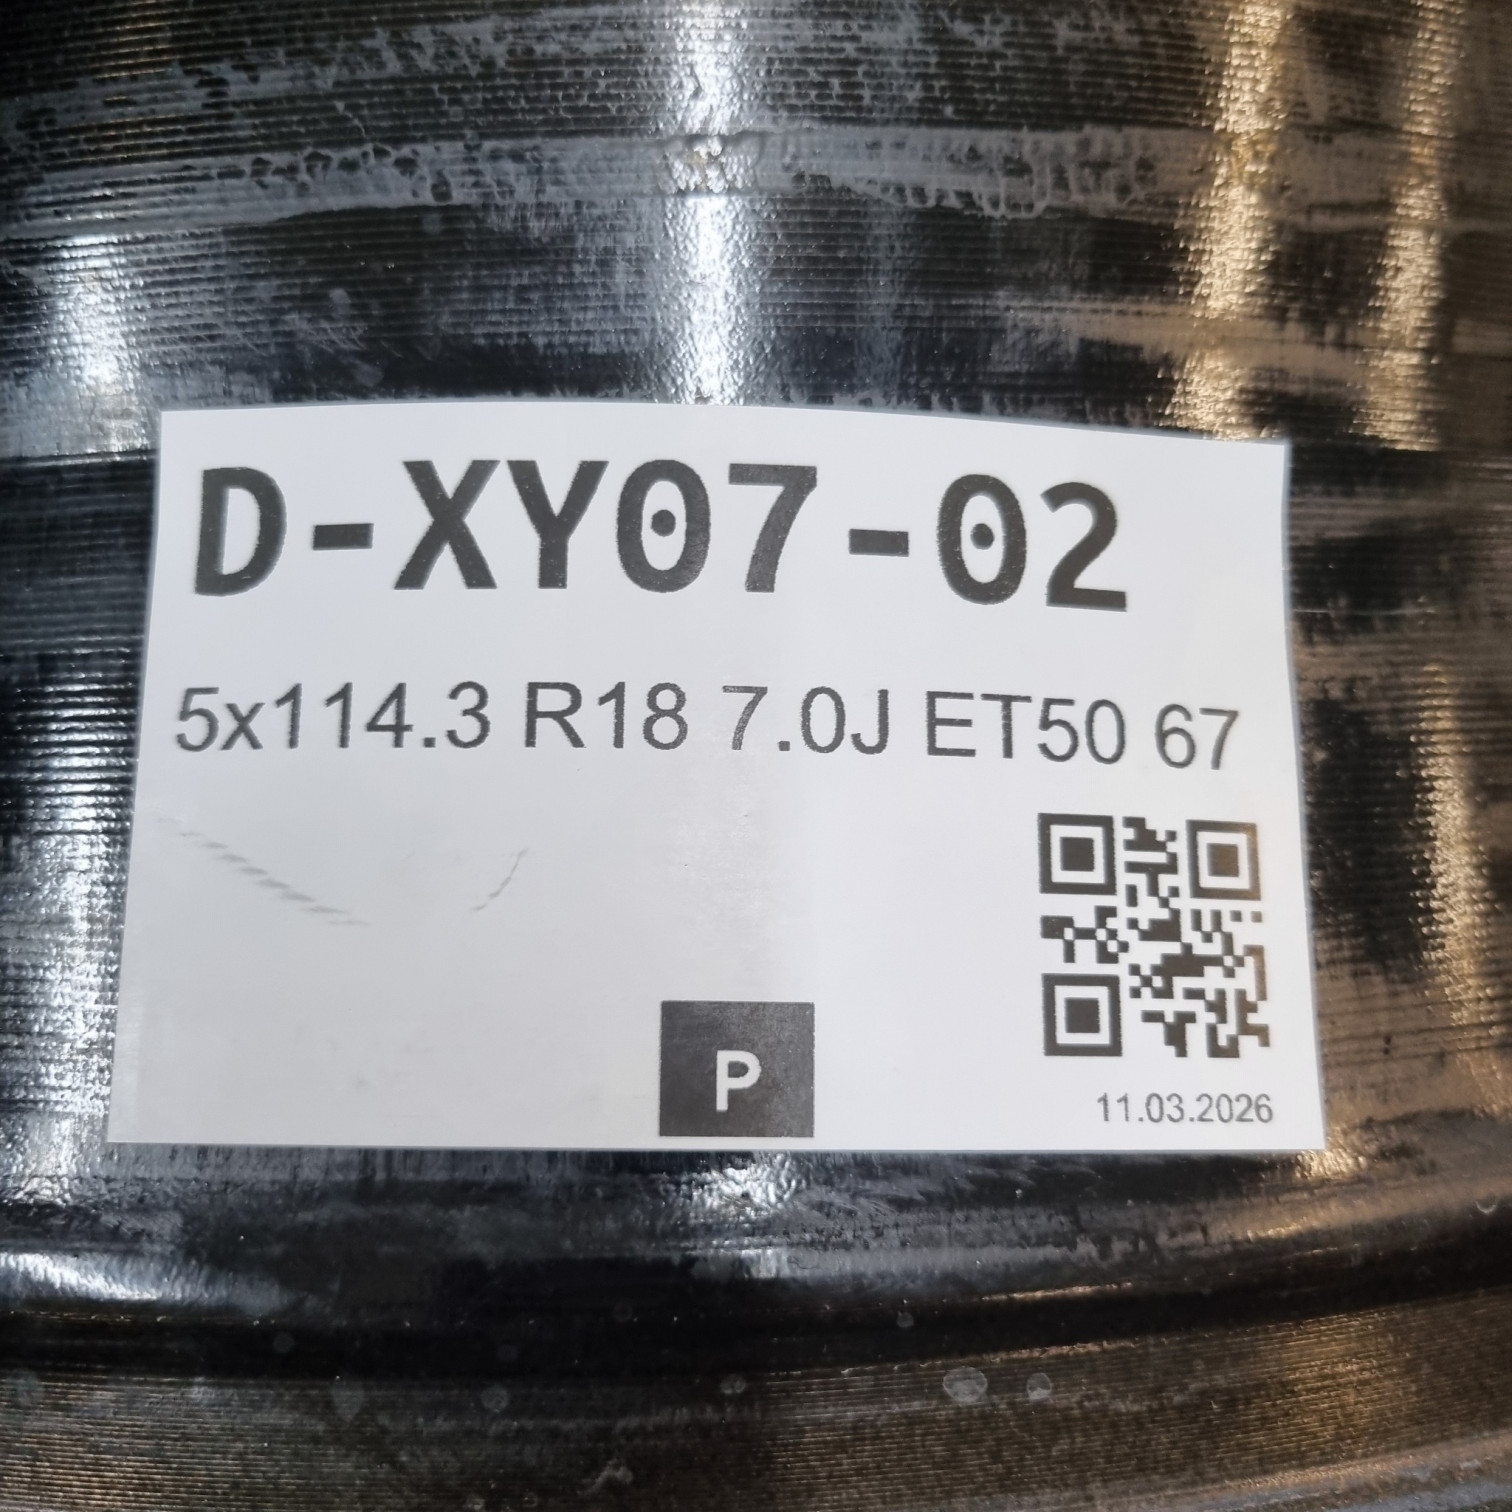 D-XY07-02
5x114.3 R18 7.0J ET50 67
P
11.03.2026